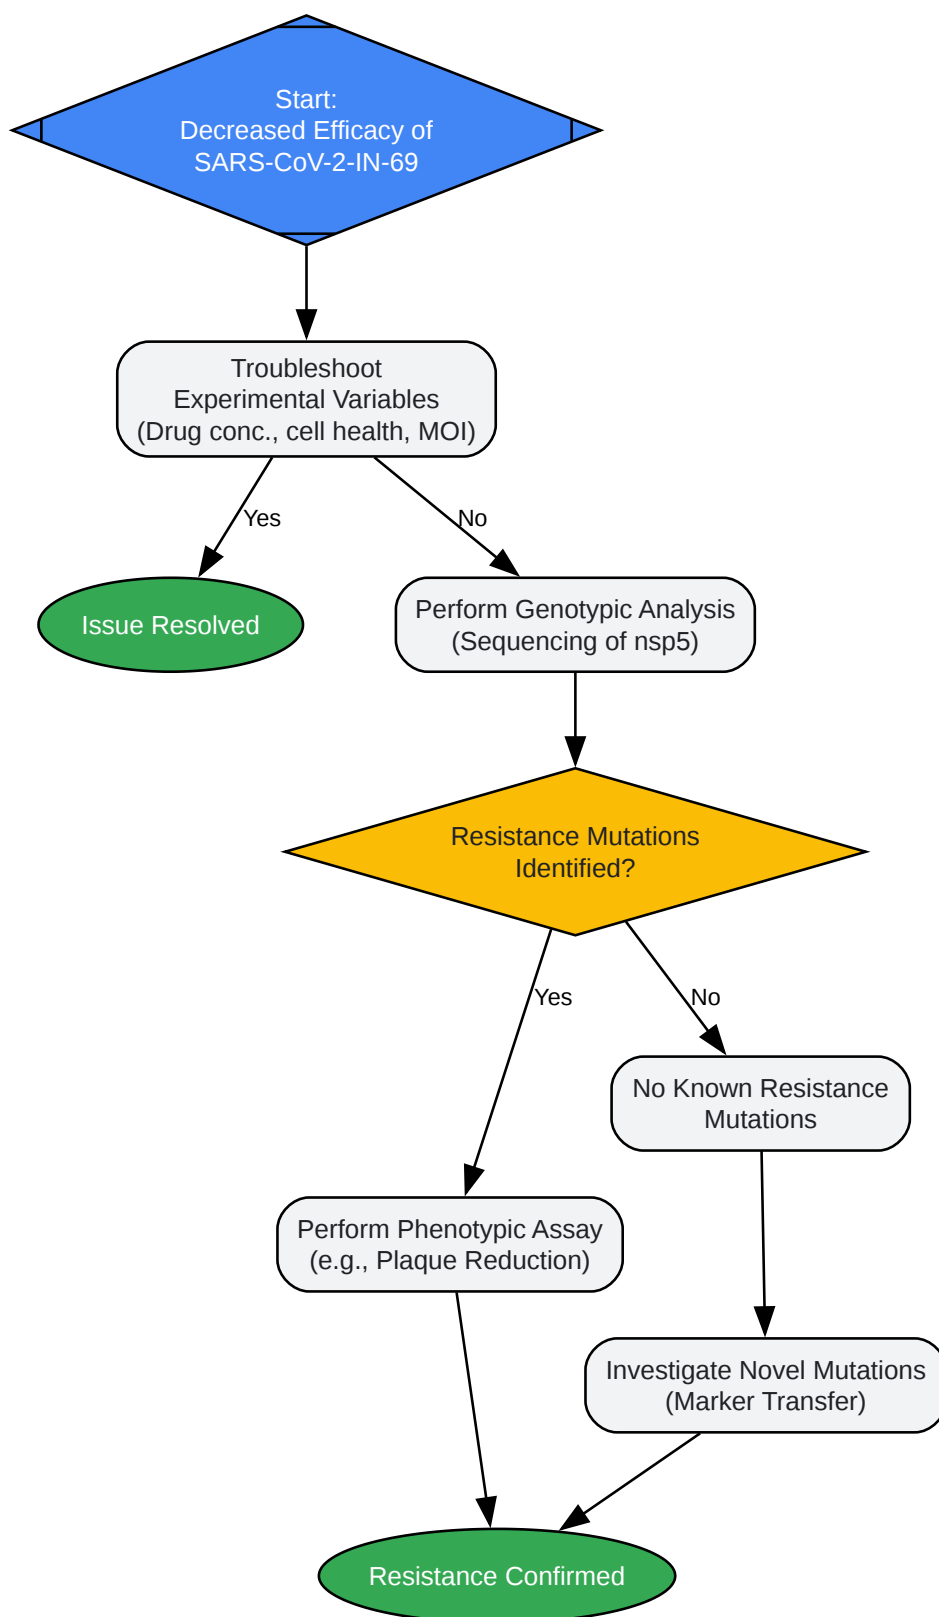 Start:
Decreased Efficacy of
SARS-CoV-2-IN-69
Troubleshoot
Experimental Variables
(Drug conc., cell health, MOI)
Yes
No
Issue Resolved
Perform Genotypic Analysis
(Sequencing of nsp5)
Resistance Mutations
Identified?
Yes
No
No Known Resistance
Mutations
Perform Phenotypic Assay
(e.g., Plaque Reduction)
Investigate Novel Mutations
(Marker Transfer)
Resistance Confirmed